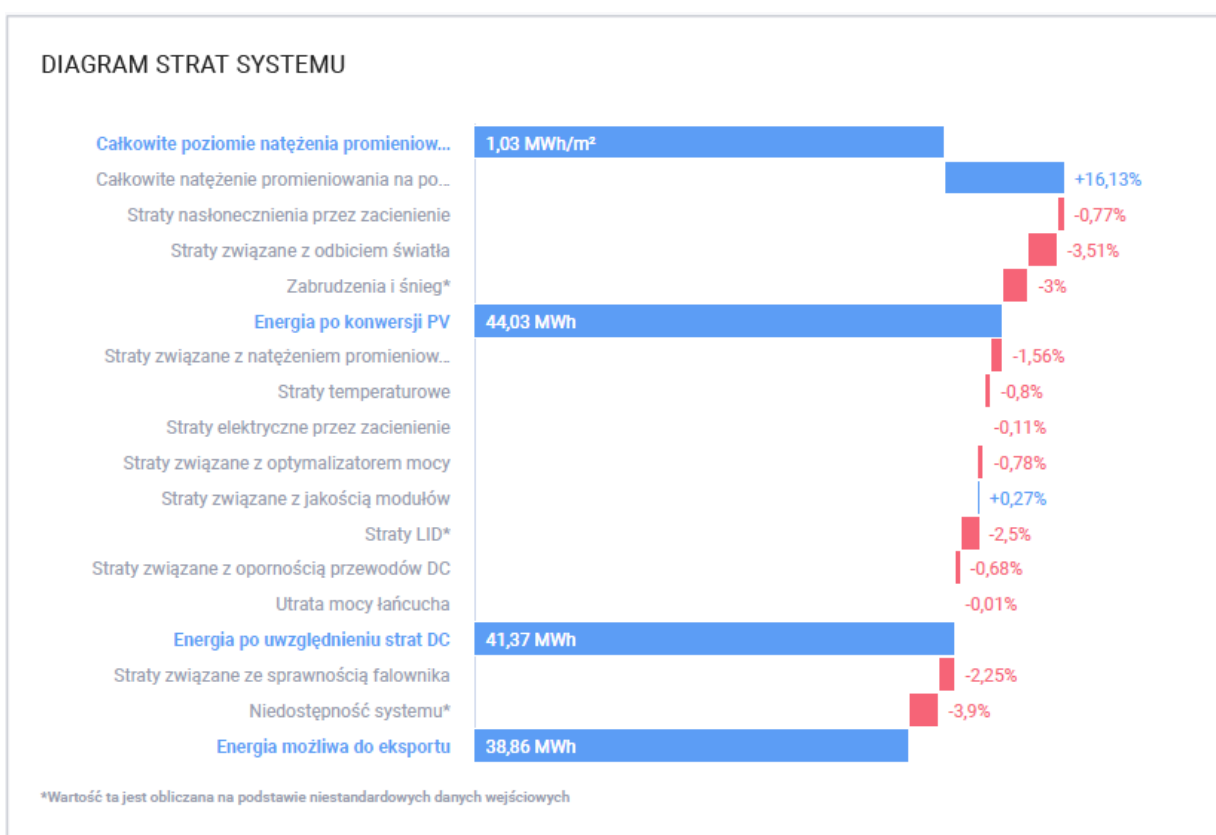 DIAGRAM STRAT SYSTEMU
Całkowite poziomie natężenia promieniow... 1,03 MWh/m²
Całkowite natężenie promieniowania na po... +16,13%
Straty nasłonecznienia przez zacienienie -0,77%
Straty związane z odbiciem światła -3,51%
Zabrudzenia i śnieg* -3%
Energia po konwersji PV 44,03 MWh
Straty związane z natężeniem promieniow... -1,56%
Straty temperaturowe -0,8%
Straty elektryczne przez zacienienie -0,11%
Straty związane z optymalizatorem mocy -0,78%
Straty związane z jakością modułów +0,27%
Straty LID* -2,5%
Straty związane z opornością przewodów DC -0,68%
Utrata mocy łańcucha -0,01%
Energia po uwzględnieniu strat DC 41,37 MWh
Straty związane ze sprawnością falownika -2,25%
Niedostępność systemu* -3,9%
Energia możliwa do eksportu 38,86 MWh
*Wartość ta jest obliczana na podstawie niestandardowych danych wejściowych